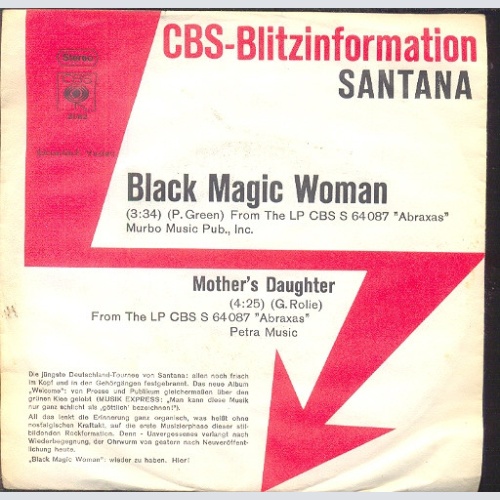 CBS-Blitzinformation
SANTANA
Stereo
CBS
Black Magic Woman
(3:34) (P. Green) From The LP CBS S 64087 "Abraxas"
Murbo Music Pub., Inc.
Mother's Daughter
(4:25) (G. Rolie)
From The LP CBS S 64087 "Abraxas"
Petra Music
Die jüngste Deutschland-Tournee von Santana: allen noch frisch
im Kopf und in den Gehörgängen festgebrannt. Das neue Album
„Welcome": von Presse und Publikum gleichermaßen über den
grünen Klee gelobt (MUSIK EXPRESS: „Man kann diese Musik
nur ganz schlicht als ‚göttlich' bezeichnen!").
All das lenkt die Erinnerung ganz organisch, was heißt ohne
nostalgischen Kraftakt, auf die erste Musizierphase dieser stil-
bildenden Rockformation. Denn - Unvergessenes verlangt nach
Wiederbegegnung, der Ohrwurm von gestern nach Neuveröffent-
lichung heute.
„Black Magic Woman": wieder zu haben. Hier!